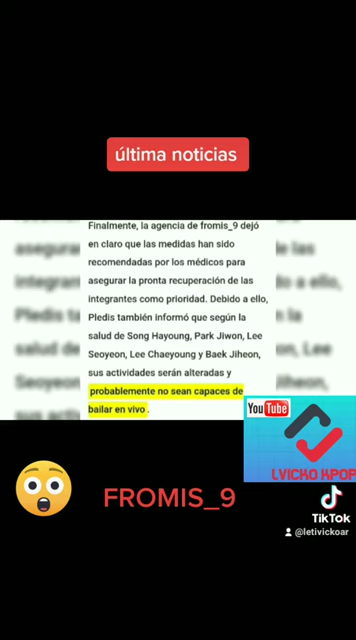 última noticias
Finalmente, la agencia de fromis_9 dejó
en claro que las medidas han sido
recomendadas por los médicos para
asegurar la pronta recuperación de las
integrantes como prioridad. Debido a ello,
Pledis también informó que según la
salud de Song Hayoung, Park Jiwon, Lee
Seoyeon, Lee Chaeyoung y Baek Jiheon,
sus actividades serán alteradas y
probablemente no sean capaces de
bailar en vivo .
YouTube
LVICKO KPOP
FROMIS_9
TikTok
@letivickoar